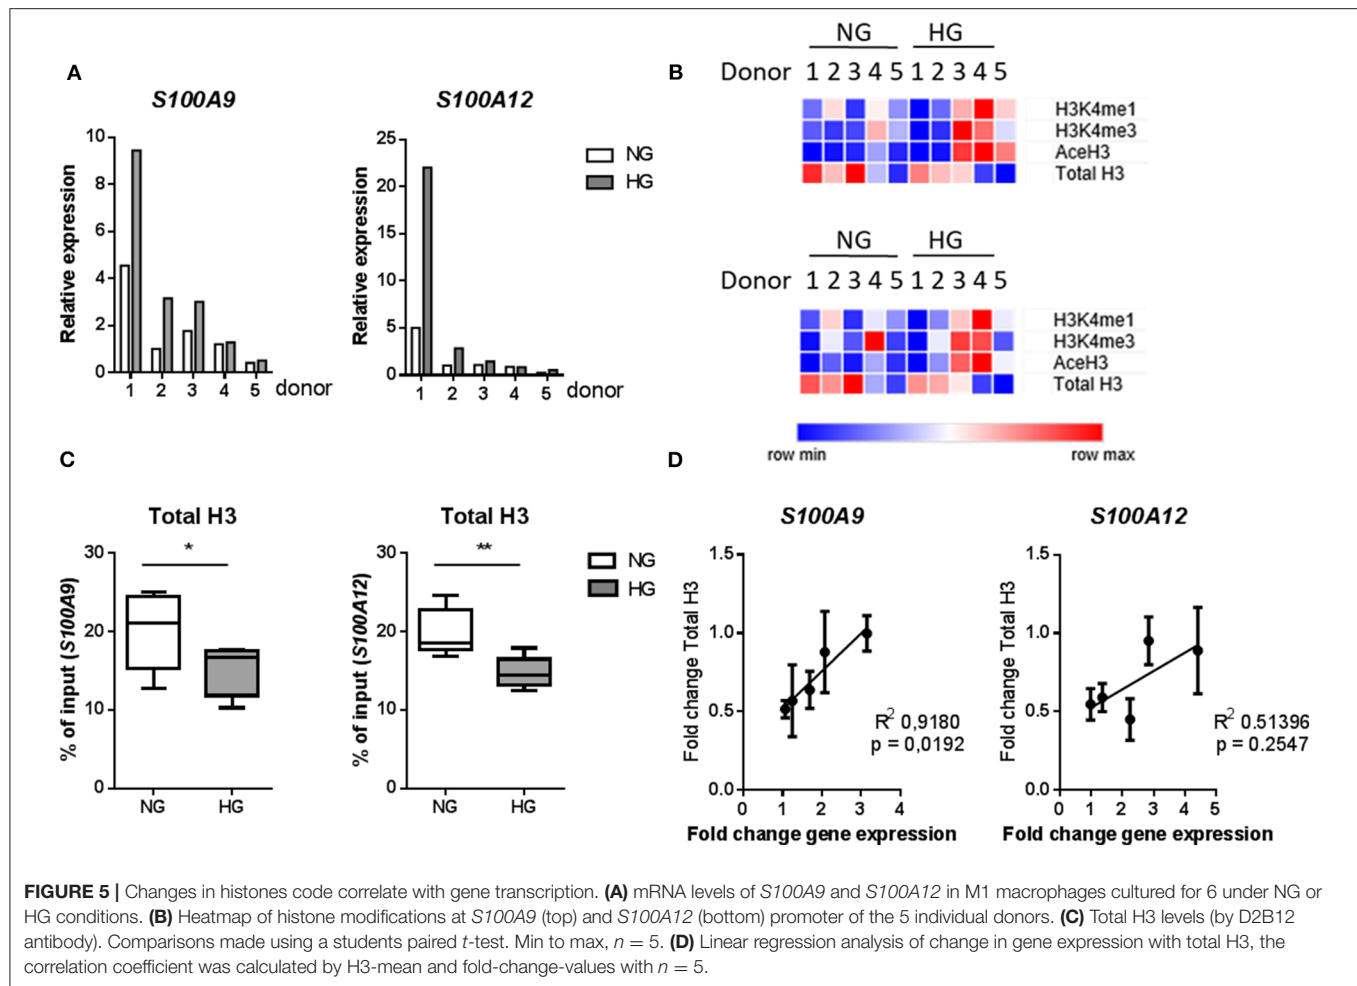 A
S100A9
Relative expression
10
8
6
4
2
0
1 2 3 4 5 donor
S100A12
Relative expression
25
20
15
10
5
0
1 2 3 4 5 donor
NG
HG
B
NG HG
Donor 1 2 3 4 5 1 2 3 4 5
H3K4me1
H3K4me3
AceH3
Total H3
NG HG
Donor 1 2 3 4 5 1 2 3 4 5
H3K4me1
H3K4me3
AceH3
Total H3
row min row max
C
Total H3
% of input (S100A9)
30
20
10
0
*
NG HG
Total H3
% of input (S100A12)
30
20
10
0
**
NG HG
NG
HG
D
S100A9
Fold change Total H3
1.5
1.0
0.5
0.0
0 1 2 3 4
Fold change gene expression
R² 0,9180
p = 0,0192
S100A12
Fold change Total H3
1.5
1.0
0.5
0.0
0 1 2 3 4 5
Fold change gene expression
R² 0.51396
p = 0.2547
FIGURE 5 | Changes in histones code correlate with gene transcription. (A) mRNA levels of S100A9 and S100A12 in M1 macrophages cultured for 6 under NG or
HG conditions. (B) Heatmap of histone modifications at S100A9 (top) and S100A12 (bottom) promoter of the 5 individual donors. (C) Total H3 levels (by D2B12
antibody). Comparisons made using a students paired t-test. Min to max, n = 5. (D) Linear regression analysis of change in gene expression with total H3, the
correlation coefficient was calculated by H3-mean and fold-change-values with n = 5.